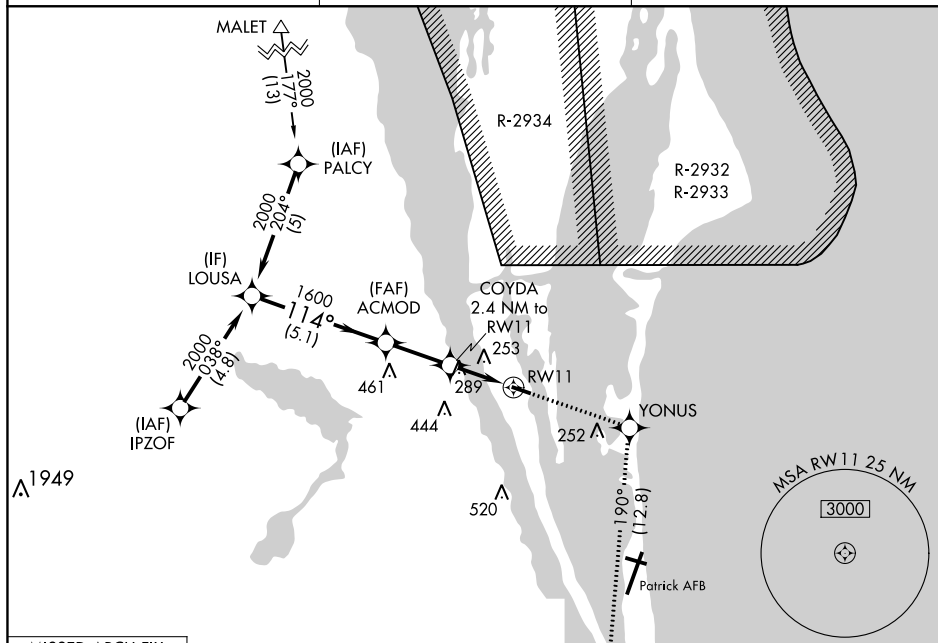 MALET
2000
177°
(13)
(IAF)
PALCY
2000
204°
(5)
R-2934
R-2932
R-2933
(IF)
LOUSA
1600
114°
(5.1)
(FAF)
ACMOD
COYDA
2.4 NM to
RW11
253
RW11
2000
038°
(4.8)
461
289
444
(IAF)
IPZOF
YONUS
252
1949
520
190°
(12.8)
Patrick AFB
MSA RW11 25 NM
3000